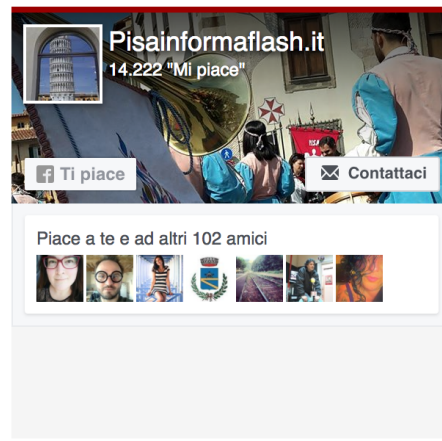 Pisainformaflash.it
14.222 "Mi piace"
Ti piace
Contattaci
Piace a te e ad altri 102 amici